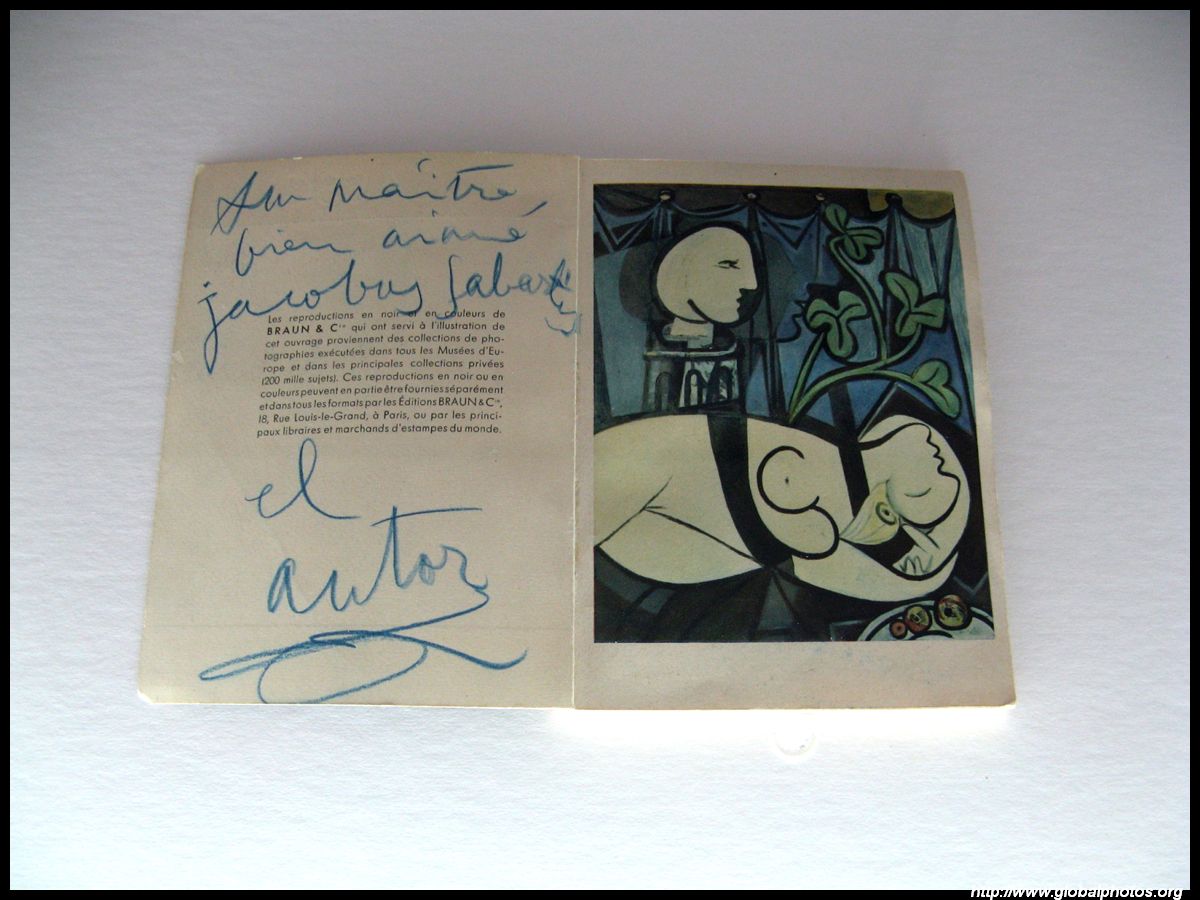 maître,
bien aimé
jacobus Sabartés
Les reproductions en noir et en couleurs de
BRAUN & Cie qui ont servi à l'illustration de
cet ouvrage proviennent des collections de pho-
tographies exécutées dans tous les Musées d'Eu-
rope et dans les principales collections privées
(200 mille sujets). Ces reproductions en noir ou en
couleurs peuvent en partie être fournies séparément
et dans tous les formats par les Éditions BRAUN & Cie,
18, Rue Louis-le-Grand, à Paris, ou par les princi-
paux libraires et marchands d'estampes du monde.
el
autor
http://www.globalphotos.org